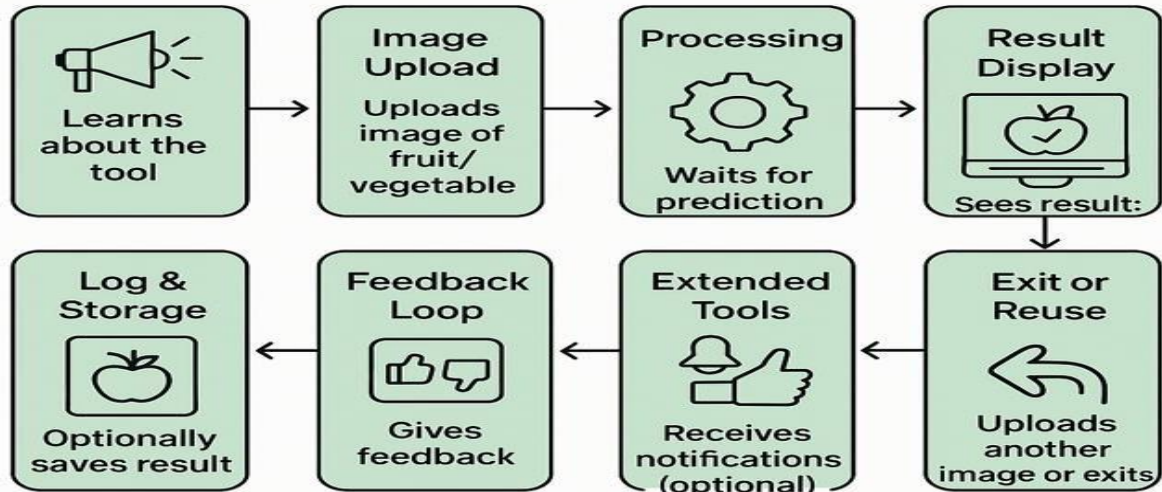 Learns
about the
tool
Image
Upload
Uploads
image of
fruit/
vegetable
Processing
Waits for
prediction
Result
Display
Sees result:
Log &
Storage
Optionally
saves result
Feedback
Loop
Gives
feedback
Extended
Tools
Receives
notifications
(optional)
Exit or
Reuse
Uploads
another
image or exits